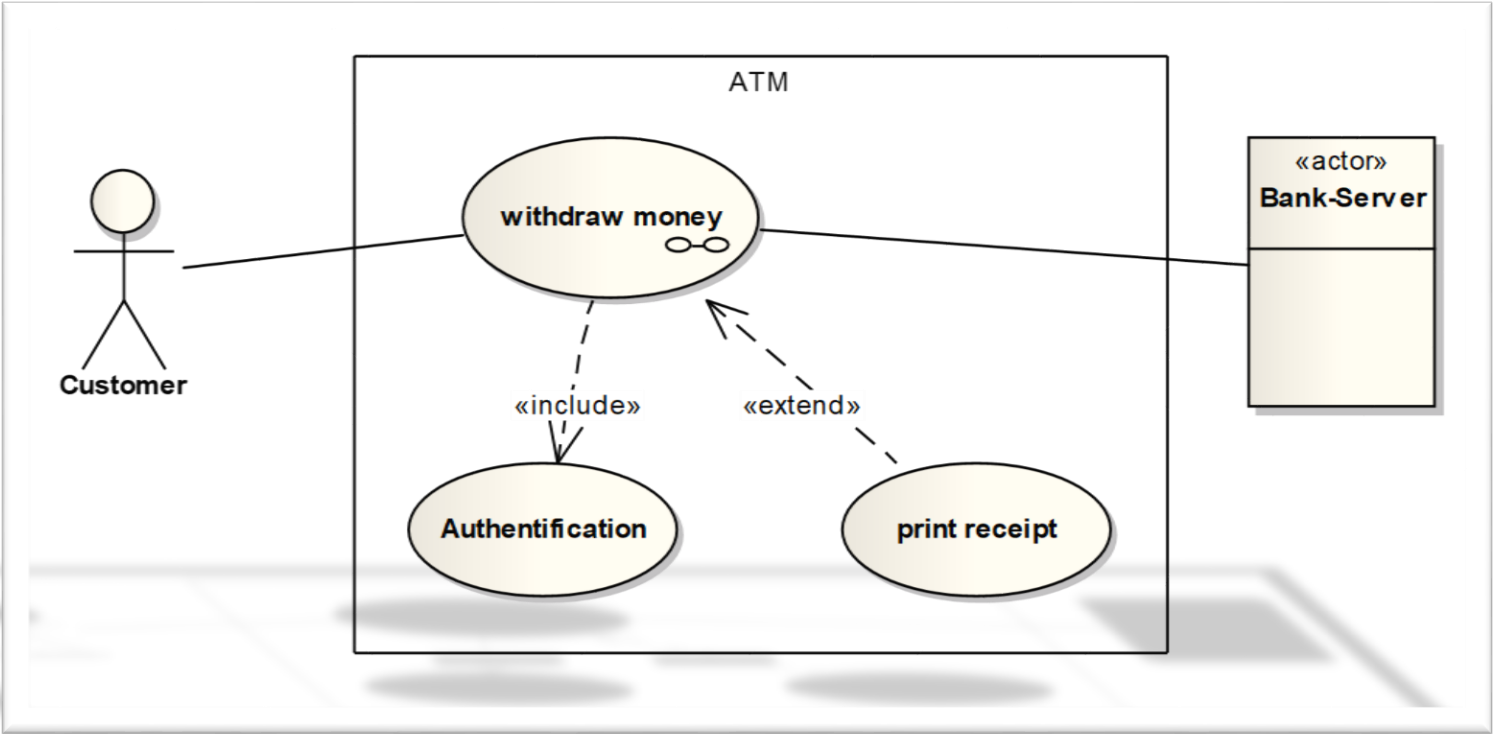 ATM
«actor»
Bank-Server
withdraw money
Customer
«include»
«extend»
Authentification
print receipt